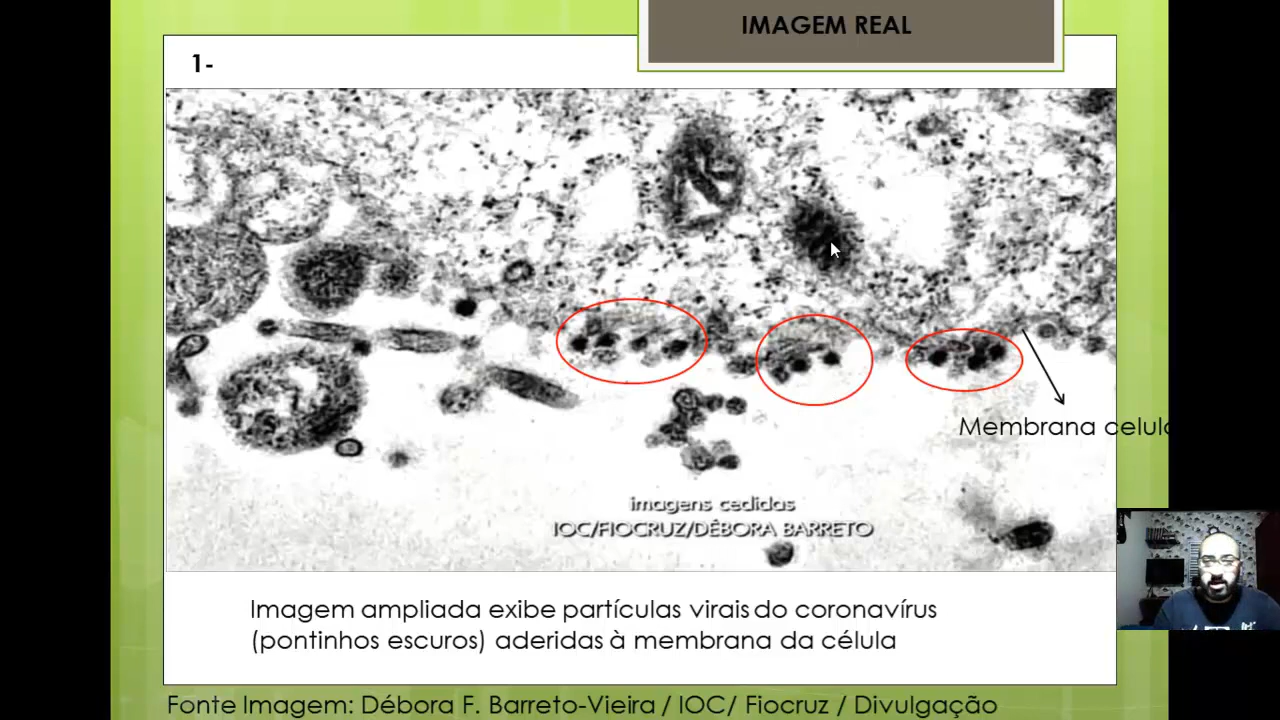 IMAGEM REAL
1-
Membrana celula
imagens cedidas
IOC/FIOCRUZ/DÉBORA BARRETO
Imagem ampliada exibe partículas virais do coronavírus
(pontinhos escuros) aderidas à membrana da célula
Fonte Imagem: Débora F. Barreto-Vieira / IOC/ Fiocruz / Divulgação